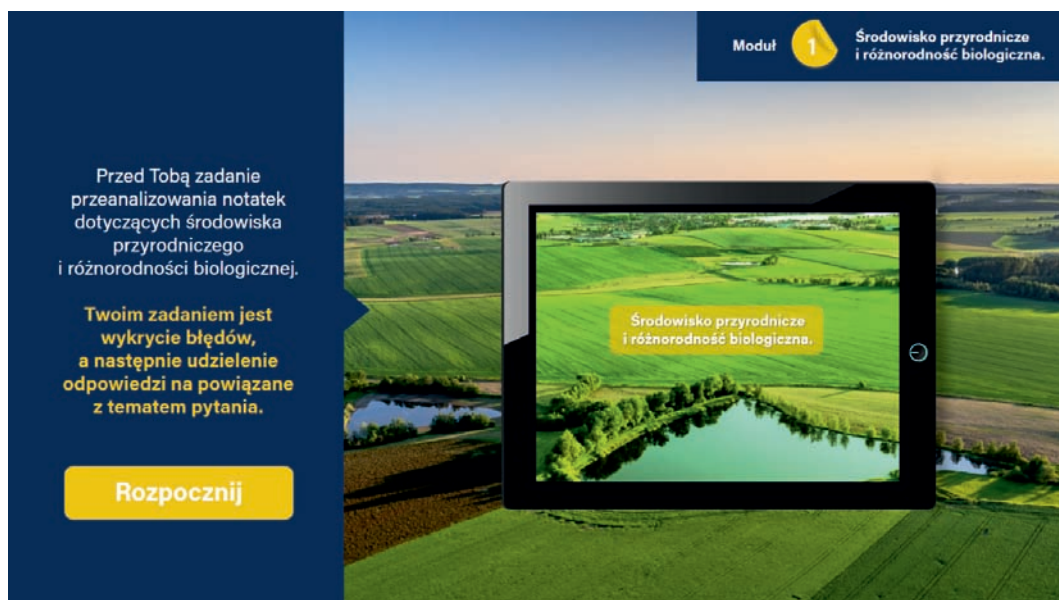 Moduł 1 Środowisko przyrodnicze
i różnorodność biologiczna.
Przed Tobą zadanie
przeanalizowania notatek
dotyczących środowiska
przyrodniczego
i różnorodności biologicznej.
Twoim zadaniem jest
wykrycie błędów,
a następnie udzielenie
odpowiedzi na powiązane
z tematem pytania.
Rozpocznij
Środowisko przyrodnicze
i różnorodność biologiczna.